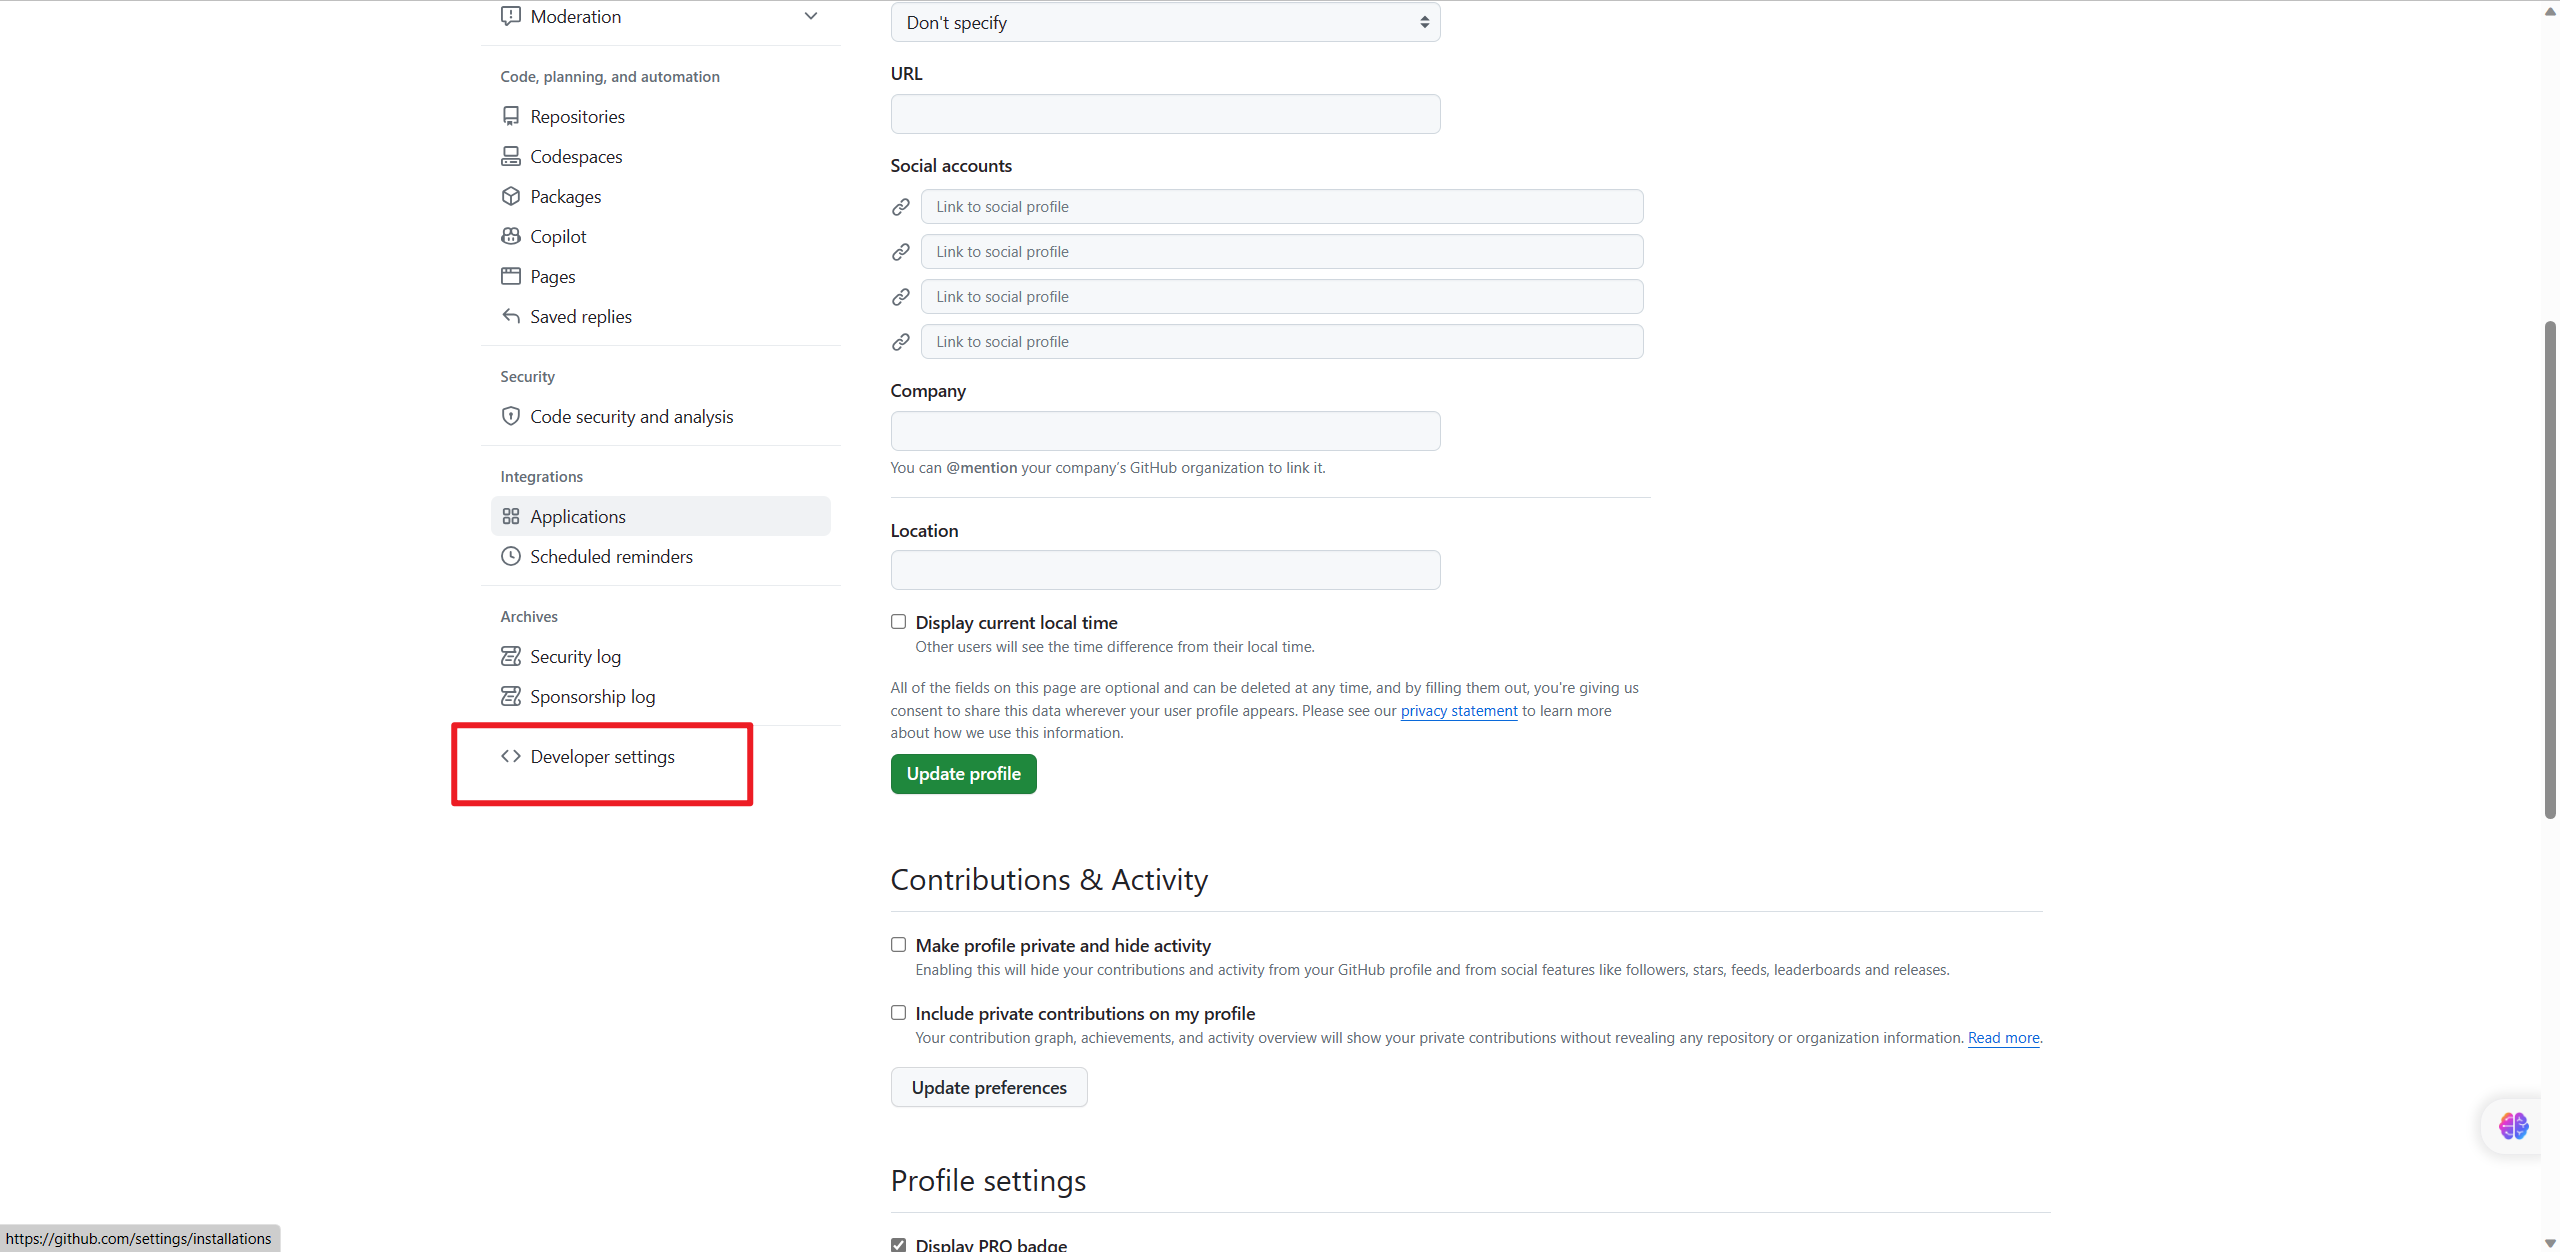 Moderation
Code, planning, and automation
Repositories
Codespaces
Packages
Copilot
Pages
Saved replies
Security
Code security and analysis
Integrations
Applications
Scheduled reminders
Archives
Security log
Sponsorship log
Developer settings
Don't specify
URL
Social accounts
Link to social profile
Link to social profile
Link to social profile
Link to social profile
Company
You can @mention your company's GitHub organization to link it.
Location
Display current local time
Other users will see the time difference from their local time.
All of the fields on this page are optional and can be deleted at any time, and by filling them out, you're giving us
consent to share this data wherever your user profile appears. Please see our privacy statement to learn more
about how we use this information.
Update profile
Contributions & Activity
Make profile private and hide activity
Enabling this will hide your contributions and activity from your GitHub profile and from social features like followers, stars, feeds, leaderboards and releases.
Include private contributions on my profile
Your contribution graph, achievements, and activity overview will show your private contributions without revealing any repository or organization information. Read more.
Update preferences
Profile settings
Display PRO badge
https://github.com/settings/installations